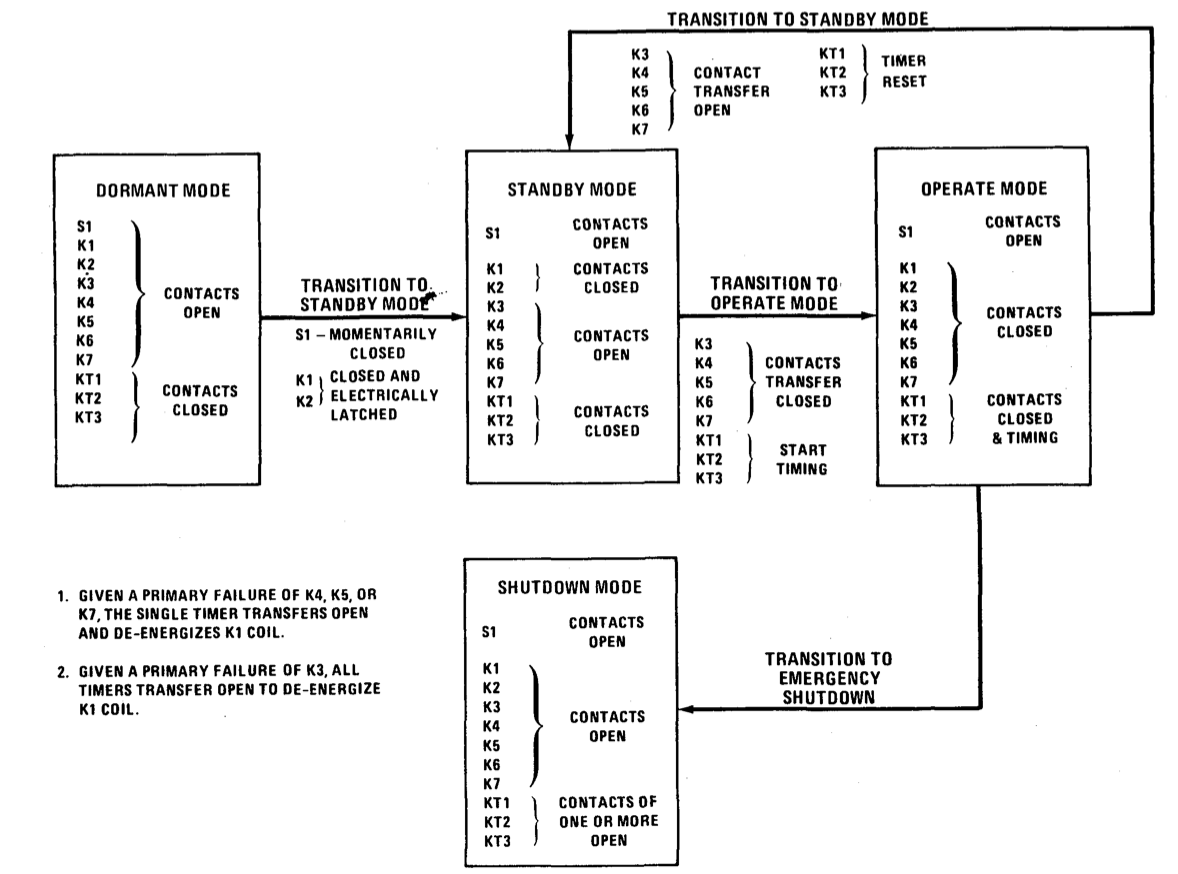 TRANSITION TO STANDBY MODE
K3
K4
K5
K6
K7
CONTACT
TRANSFER
OPEN
KT1
KT2
KT3
TIMER
RESET
DORMANT MODE
S1
K1
K2
K3
K4
K5
K6
K7
CONTACTS
OPEN
KT1
KT2
KT3
CONTACTS
CLOSED
TRANSITION TO
STANDBY MODE
S1 – MOMENTARILY
CLOSED
K1
K2
CLOSED AND
ELECTRICALLY
LATCHED
STANDBY MODE
S1
CONTACTS
OPEN
K1
K2
CONTACTS
CLOSED
K3
K4
K5
K6
K7
CONTACTS
OPEN
KT1
KT2
KT3
CONTACTS
CLOSED
TRANSITION TO
OPERATE MODE
K3
K4
K5
K6
K7
CONTACTS
TRANSFER
CLOSED
KT1
KT2
KT3
START
TIMING
OPERATE MODE
S1
CONTACTS
OPEN
K1
K2
K3
K4
K5
K6
K7
CONTACTS
CLOSED
KT1
KT2
KT3
CONTACTS
CLOSED
& TIMING
1. GIVEN A PRIMARY FAILURE OF K4, K5, OR
K7, THE SINGLE TIMER TRANSFERS OPEN
AND DE-ENERGIZES K1 COIL.
2. GIVEN A PRIMARY FAILURE OF K3, ALL
TIMERS TRANSFER OPEN TO DE-ENERGIZE
K1 COIL.
SHUTDOWN MODE
S1
CONTACTS
OPEN
K1
K2
K3
K4
K5
K6
K7
CONTACTS
OPEN
KT1
KT2
KT3
CONTACTS OF
ONE OR MORE
OPEN
TRANSITION TO
EMERGENCY
SHUTDOWN